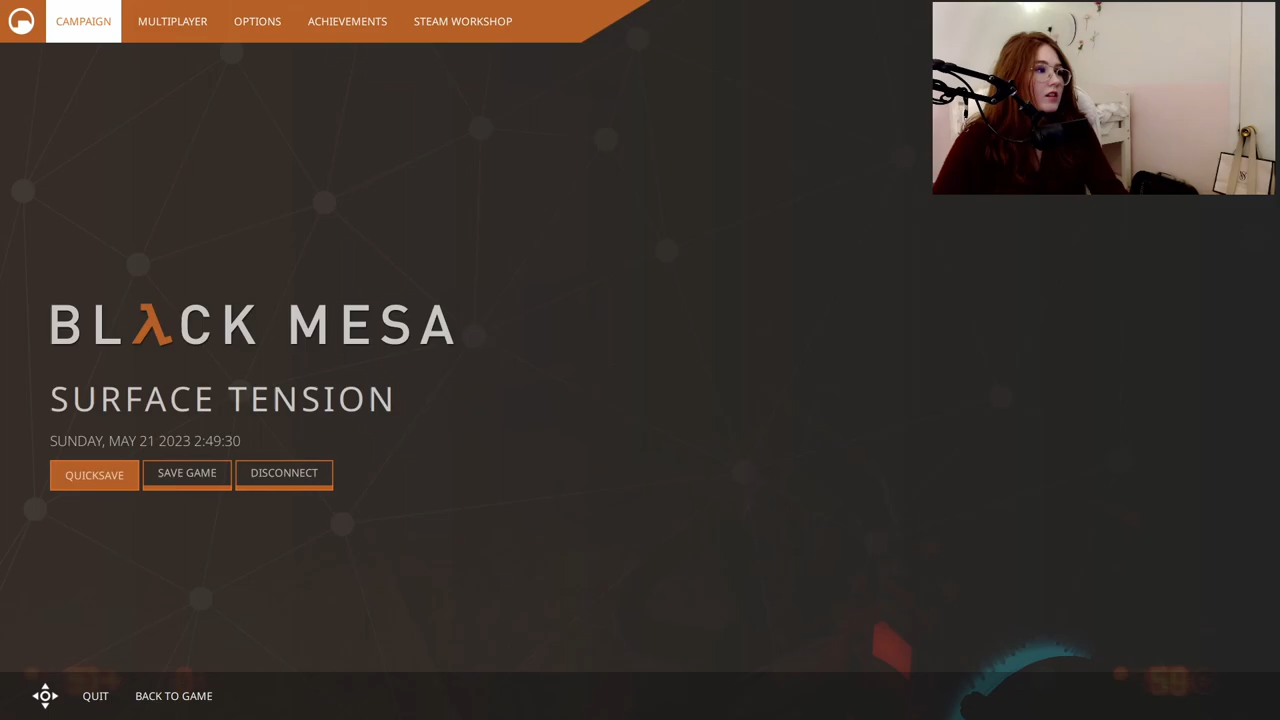 CAMPAIGN MULTIPLAYER OPTIONS ACHIEVEMENTS STEAM WORKSHOP
BLλCK MESA
SURFACE TENSION
SUNDAY, MAY 21 2023 2:49:30
QUICKSAVE SAVE GAME DISCONNECT
QUIT BACK TO GAME